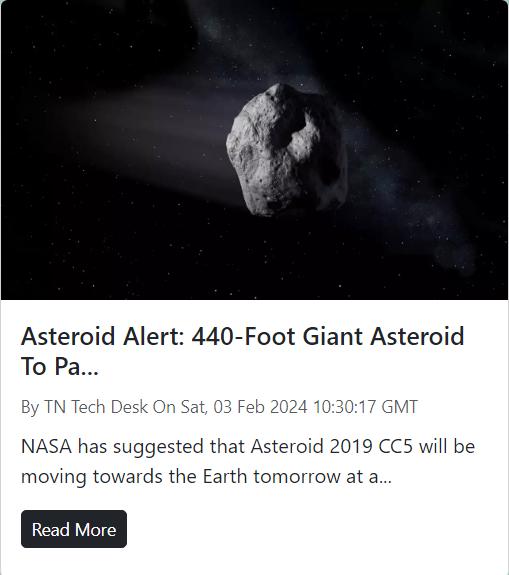 Asteroid Alert: 440-Foot Giant Asteroid
To Pa...
By TN Tech Desk On Sat, 03 Feb 2024 10:30:17 GMT
NASA has suggested that Asteroid 2019 CC5 will be
moving towards the Earth tomorrow at a...
Read More